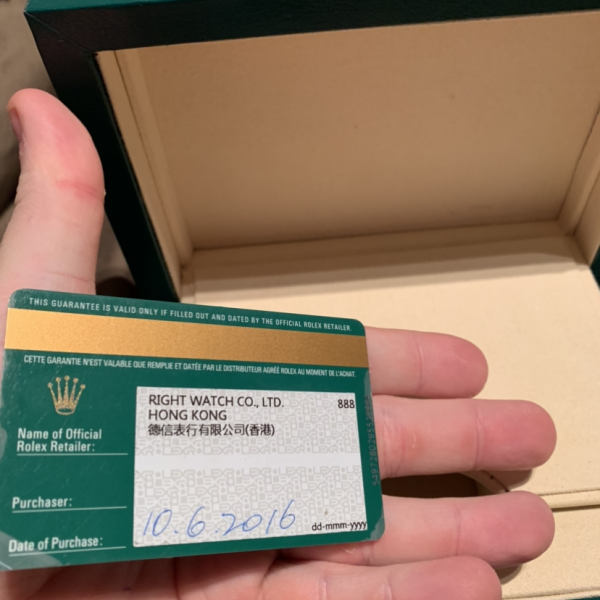 THIS GUARANTEE IS VALID ONLY IF FILLED OUT AND DATED BY THE OFFICIAL ROLEX RETAILER.
CETTE GARANTIE N'EST VALABLE QUE REMPLIE ET DATÉE PAR LE DISTRIBUTEUR AGRÉÉ ROLEX AU MOMENT DE L'ACHAT.
RIGHT WATCH CO., LTD. 888
HONG KONG
德信表行有限公司(香港)
Name of Official
Rolex Retailer:
Purchaser:
10.6.2016
dd-mmm-yyyy
Date of Purchase: